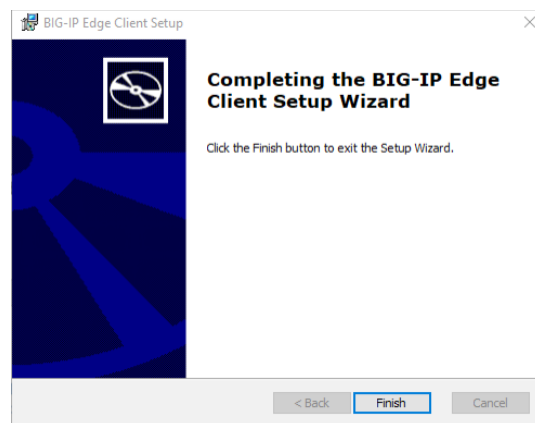 BIG-IP Edge Client Setup
Completing the BIG-IP Edge
Client Setup Wizard
Click the Finish button to exit the Setup Wizard.
< Back Finish Cancel